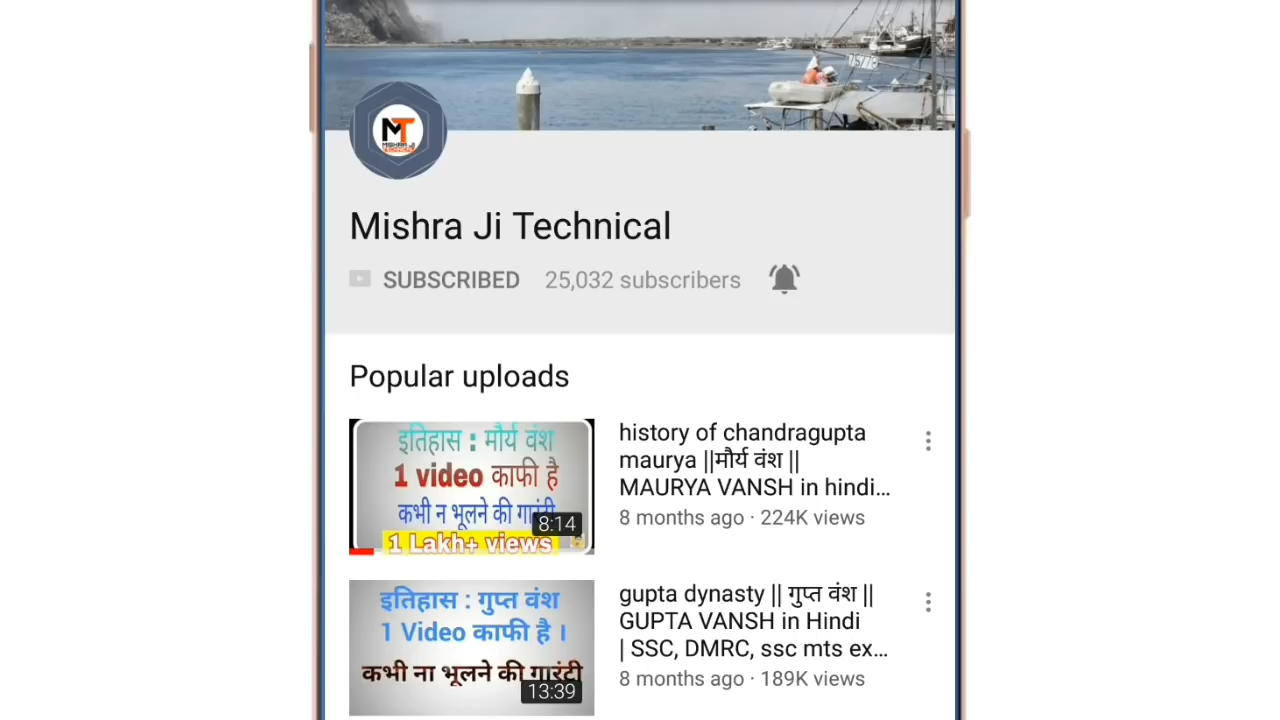 MT
MISHRA JI
Mishra Ji Technical
SUBSCRIBED 25,032 subscribers
Popular uploads
इतिहास : मौर्य वंश
1 video काफी है
कभी न भूलने की गारंटी
8:14
1 Lakh+ views
history of chandragupta
maurya ||मौर्य वंश ||
MAURYA VANSH in hindi...
8 months ago · 224K views
इतिहास : गुप्त वंश
1 Video काफी है ।
कभी ना भूलने की गारंटी
13:39
gupta dynasty || गुप्त वंश ||
GUPTA VANSH in Hindi
| SSC, DMRC, ssc mts ex...
8 months ago · 189K views